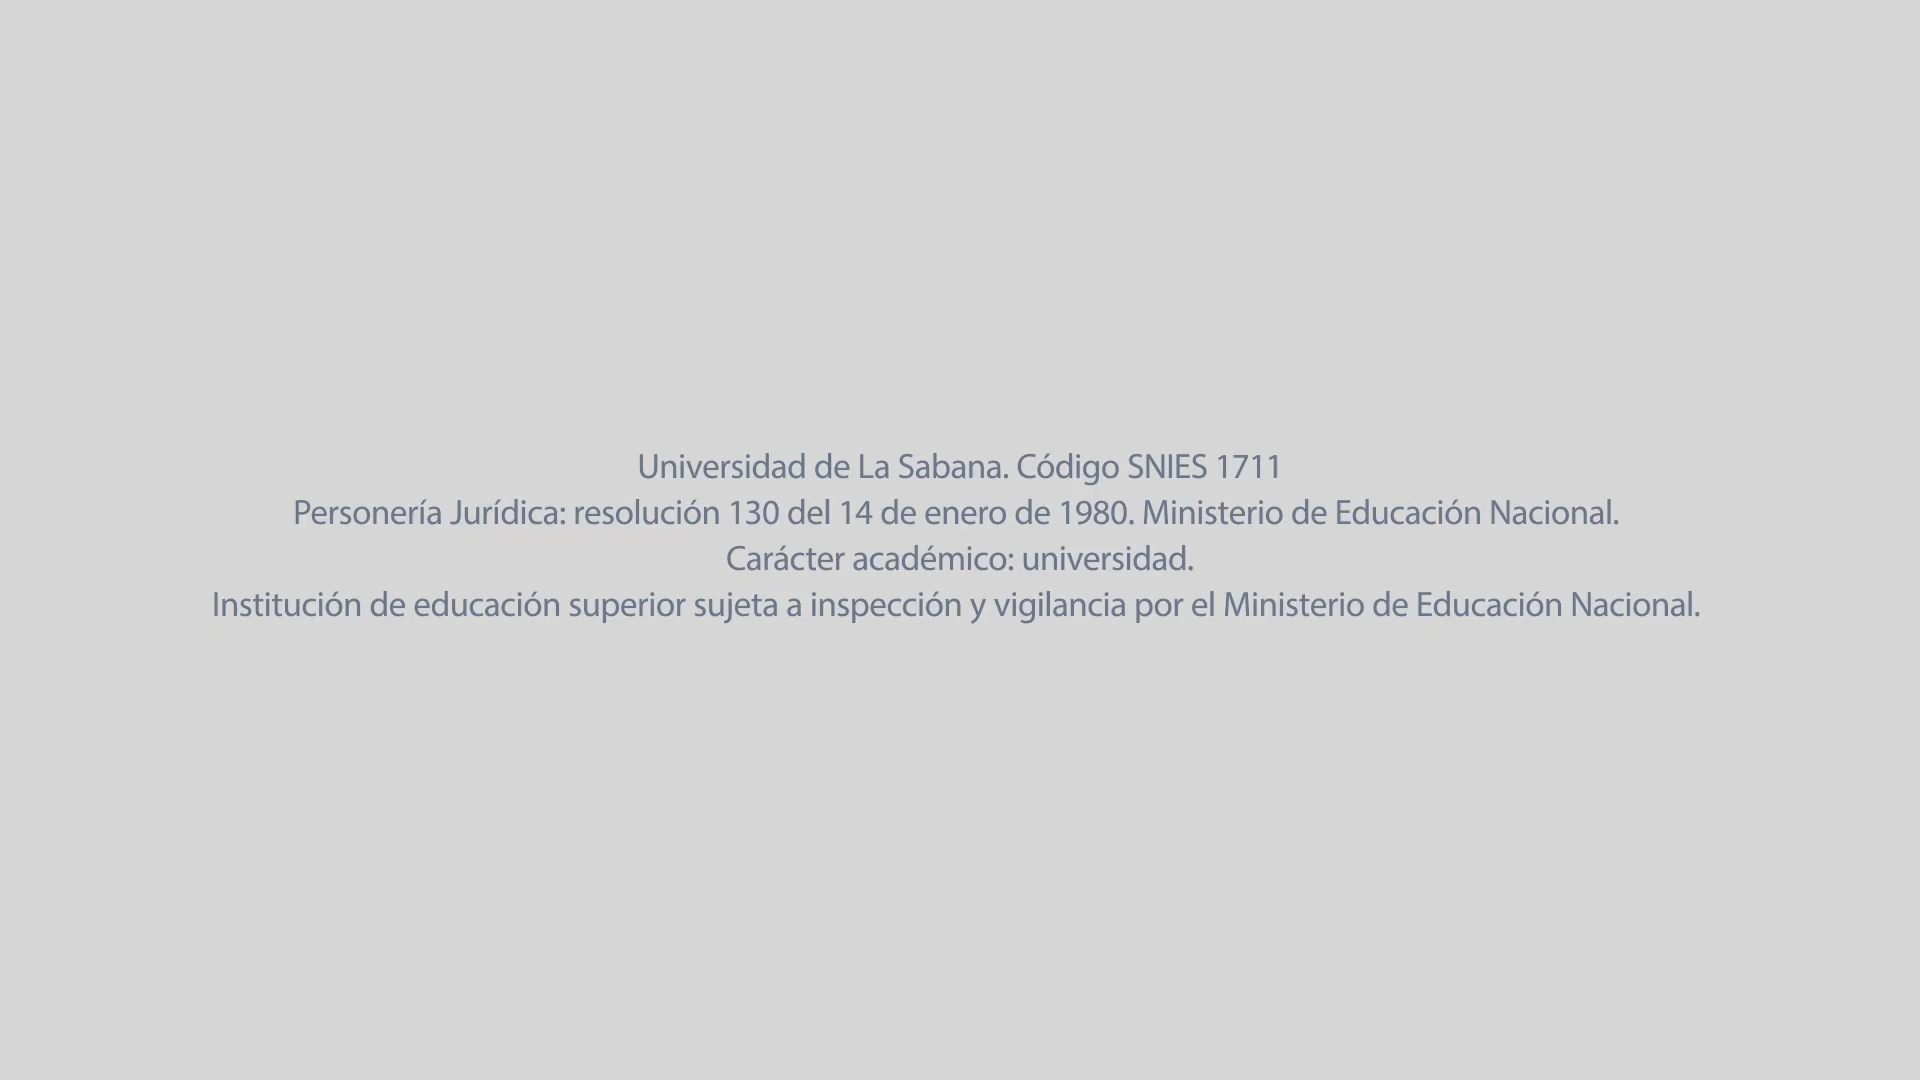 Universidad de La Sabana. Código SNIES 1711
Personería Jurídica: resolución 130 del 14 de enero de 1980. Ministerio de Educación Nacional.
Carácter académico: universidad.
Institución de educación superior sujeta a inspección y vigilancia por el Ministerio de Educación Nacional.